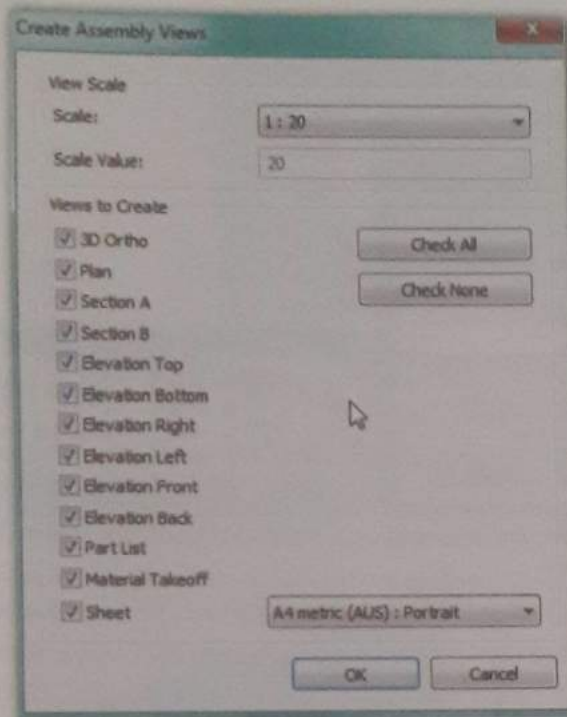 Create Assembly Views
View Scale
Scale: 1 : 20
Scale Value: 20
Views to Create
3D Ortho Check All
Plan Check None
Section A
Section B
Elevation Top
Elevation Bottom
Elevation Right
Elevation Left
Elevation Front
Elevation Back
Part List
Material Takeoff
Sheet A4 metric (AUS) : Portrait
OK Cancel